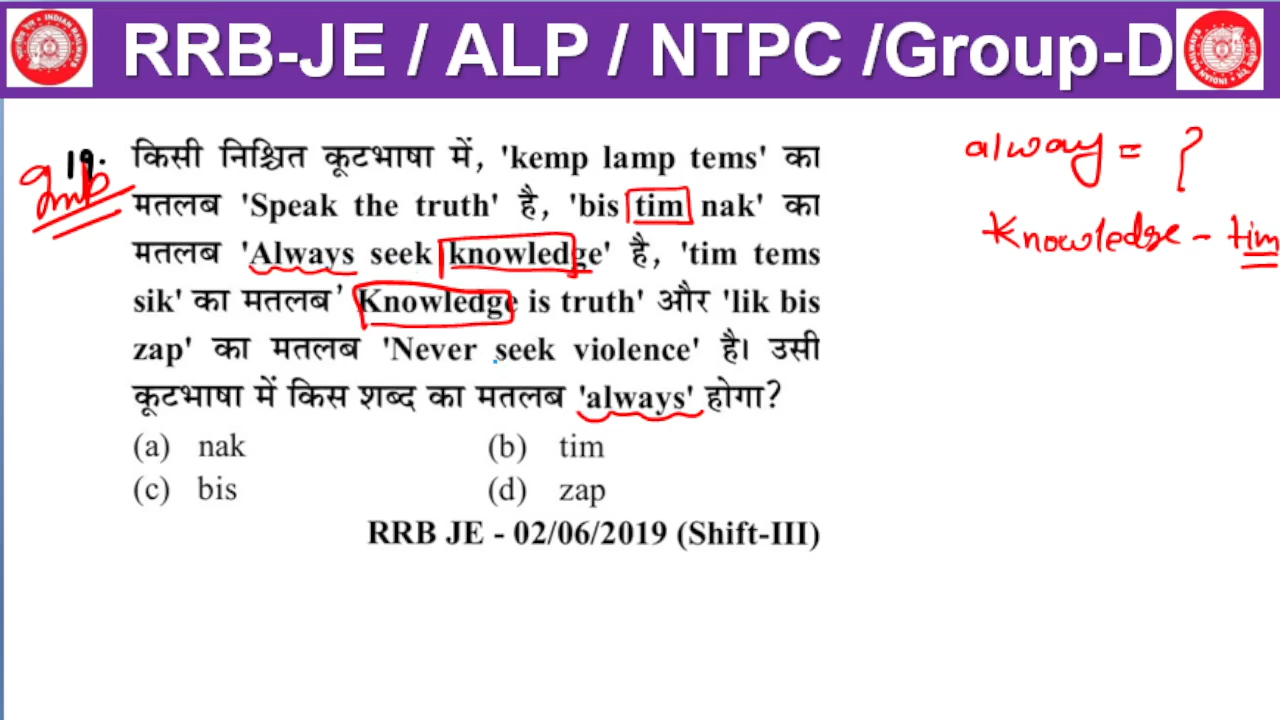 RRB-JE / ALP / NTPC /Group-D
19. किसी निश्चित कूटभाषा में, 'kemp lamp tems' का
मतलब 'Speak the truth' है, 'bis tim nak' का
मतलब 'Always seek knowledge' है, 'tim tems
sik' का मतलब' Knowledge is truth' और 'lik bis
zap' का मतलब 'Never seek violence' है। उसी
कूटभाषा में किस शब्द का मतलब 'always' होगा?
(a) nak (b) tim
(c) bis (d) zap
RRB JE - 02/06/2019 (Shift-III)
Imp
alway = ?
Knowledge - tim